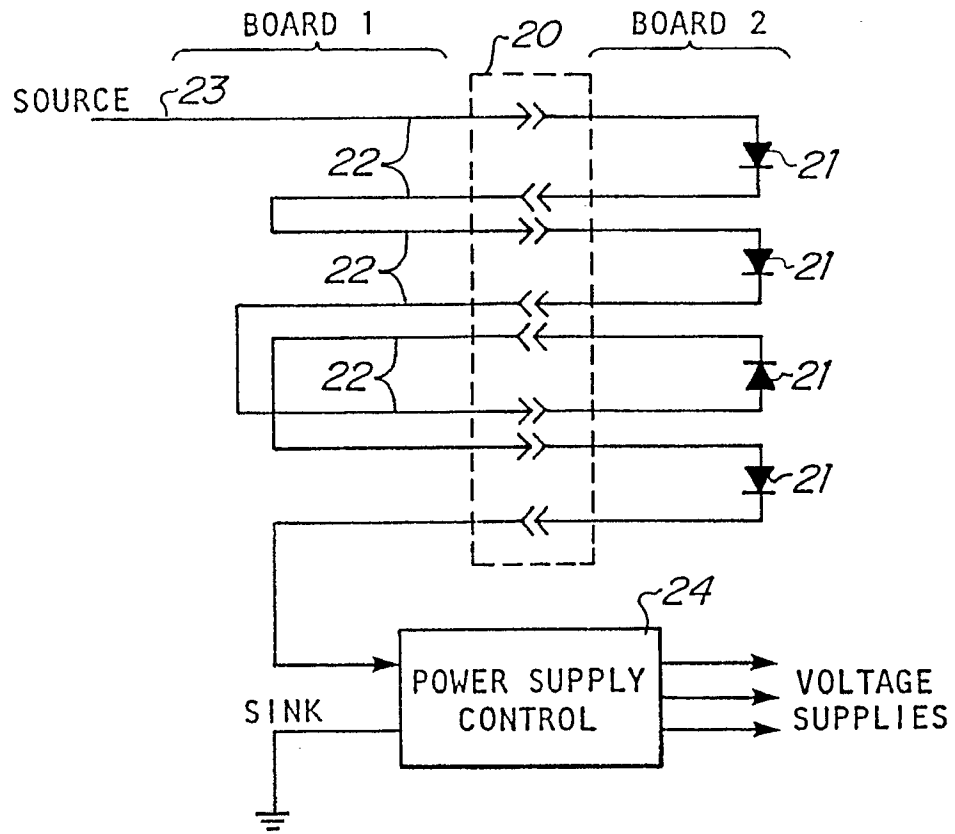 BOARD 1
20
BOARD 2
SOURCE
23
22
21
22
21
22
21
21
24
POWER SUPPLY
CONTROL
VOLTAGE
SUPPLIES
SINK